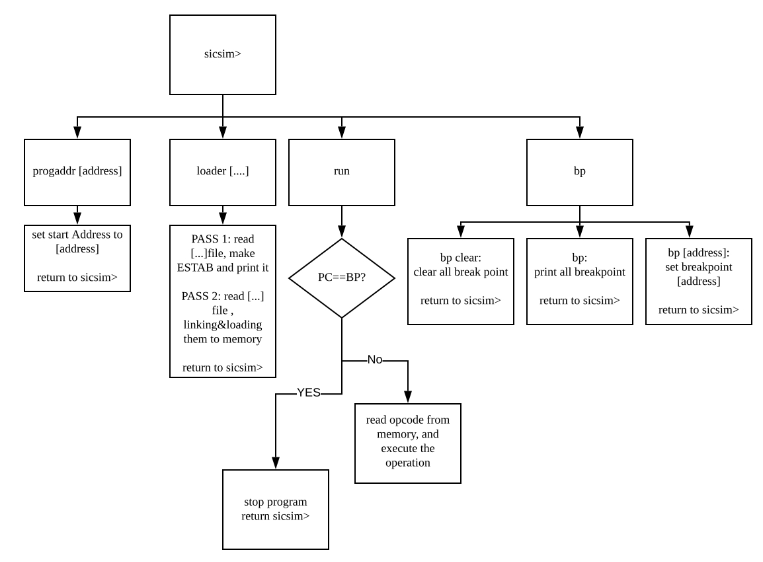 sicsim>
progaddr [address]
loader [....]
run
bp
set start Address to
[address]
return to sicsim>
PASS 1: read
[...]file, make
ESTAB and print it
PASS 2: read [...]
file ,
linking&loading
them to memory
return to sicsim>
PC==BP?
bp clear:
clear all break point
return to sicsim>
bp:
print all breakpoint
return to sicsim>
bp [address]:
set breakpoint
[address]
return to sicsim>
No
YES
read opcode from
memory, and
execute the
operation
stop program
return sicsim>